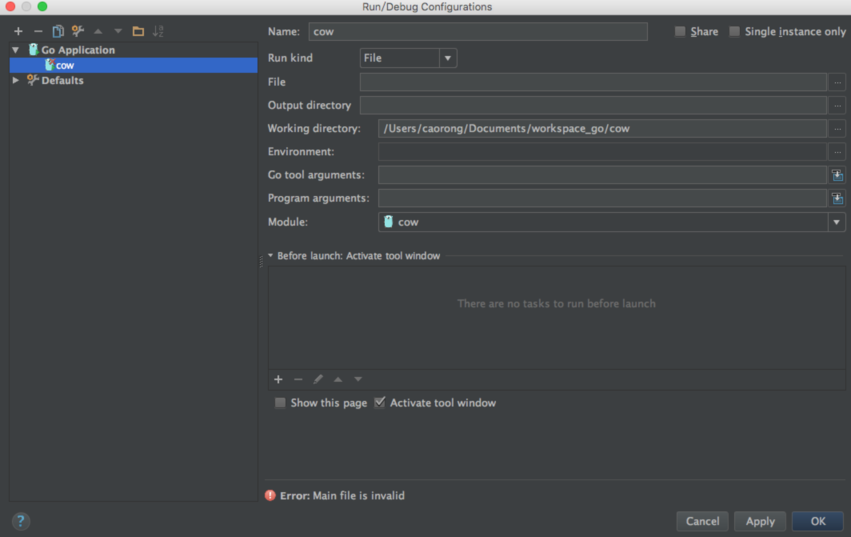 Run/Debug Configurations
Name: cow Share Single instance only
Go Application
cow
Defaults
Run kind File
File ...
Output directory ...
Working directory: /Users/caorong/Documents/workspace_go/cow ...
Environment: ...
Go tool arguments:
Program arguments:
Module: cow
Before launch: Activate tool window
There are no tasks to run before launch
Show this page Activate tool window
Error: Main file is invalid
? Cancel Apply OK